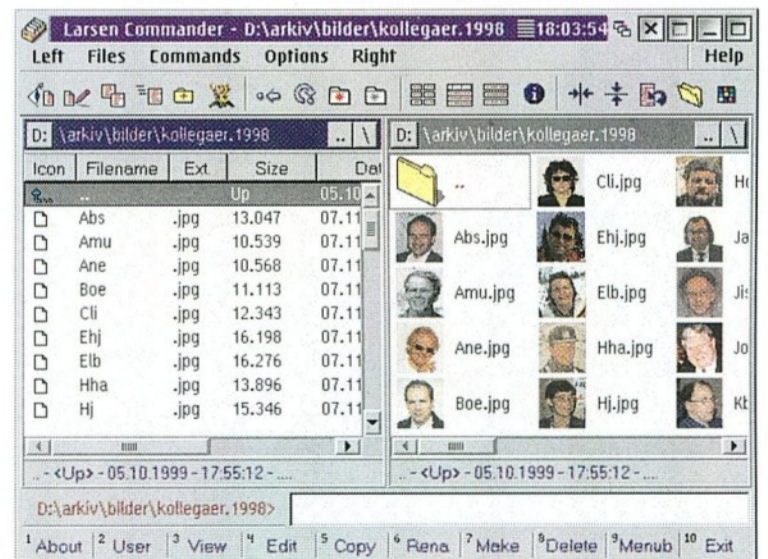 Larsen Commander - D:\arkiv\bilder\kollegaer.1998 18:03:54
Left Files Commands Options Right Help
D: \arkiv\bilder\kollegaer.1998 .. \
Icon Filename Ext. Size Dat
.. Up 05.10
Abs .jpg 13.047 07.11
Amu .jpg 10.539 07.11
Ane .jpg 10.568 07.11
Boe .jpg 11.113 07.11
Cli .jpg 12.343 07.11
Ehj .jpg 16.198 07.11
Elb .jpg 16.276 07.11
Hha .jpg 13.896 07.11
Hj .jpg 15.346 07.11
.. - <Up> - 05.10.1999 - 17:55:12 - ....
D: \arkiv\bilder\kollegaer.1998 .. \
.. Cli.jpg
Abs.jpg Ehj.jpg Ja
Amu.jpg Elb.jpg
Ane.jpg Hha.jpg Jo
Boe.jpg Hj.jpg
.. - <Up> - 05.10.1999 - 17:55:12 - ....
D:\arkiv\bilder\kollegaer.1998>
1 About 2 User 3 View 4 Edit 5 Copy 6 Rena 7 Make 8 Delete 9 Menub 10 Exit